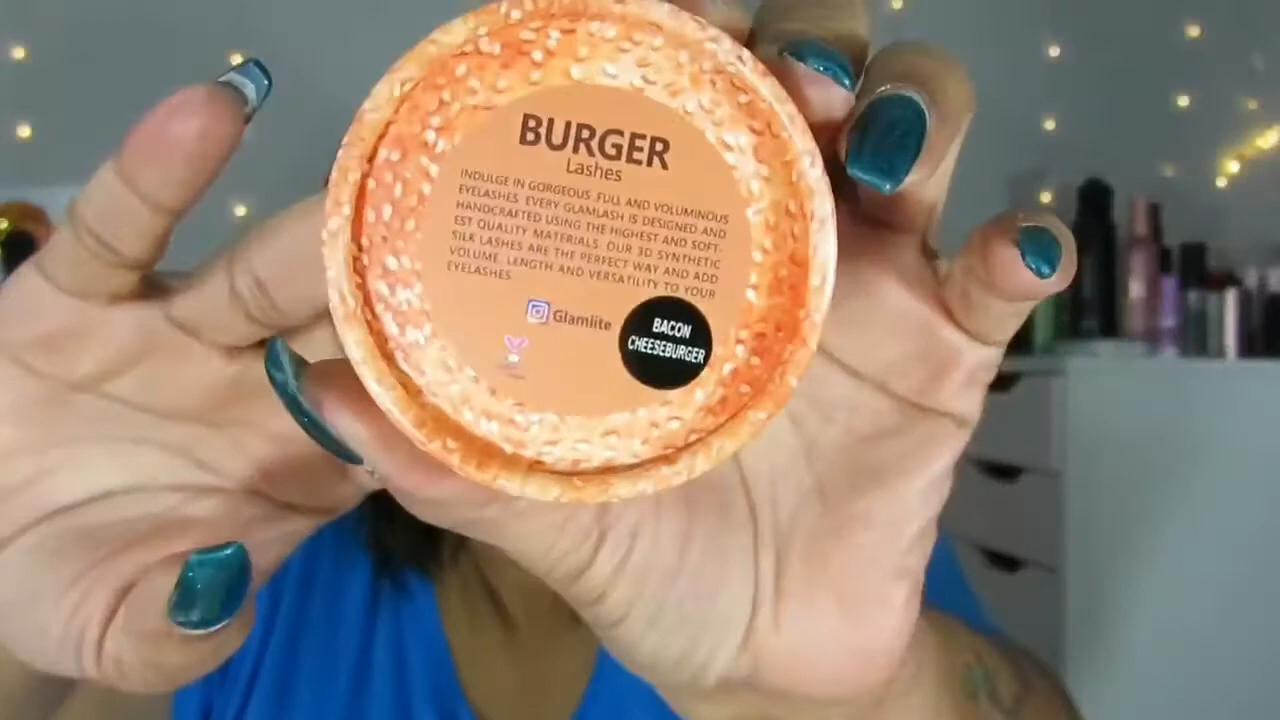 BURGER
Lashes
INDULGE IN GORGEOUS ,FULL AND VOLUMINOUS
EYELASHES. EVERY GLAMLASH IS DESIGNED AND
HANDCRAFTED USING THE HIGHEST AND SOFT-
EST QUALITY MATERIALS. OUR 3D SYNTHETIC
SILK LASHES ARE THE PERFECT WAY AND ADD
VOLUME, LENGTH AND VERSATILITY TO YOUR
EYELASHES.
Glamlite
BACON
CHEESEBURGER